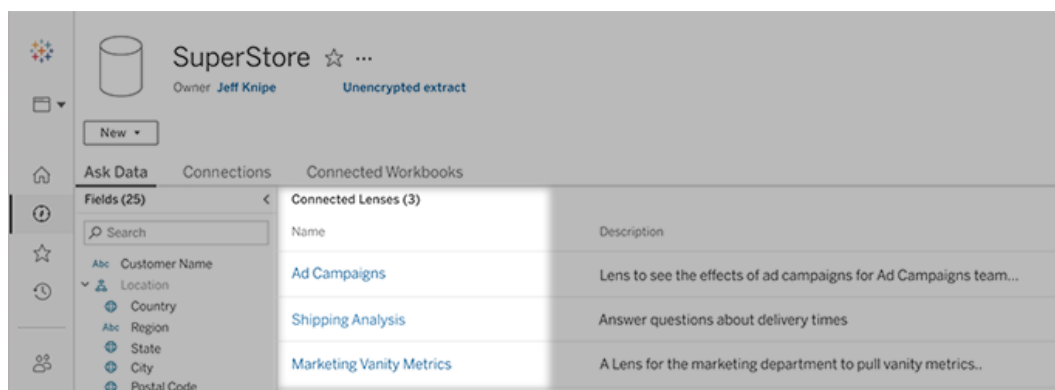 SuperStore ...
Owner Jeff Knipe Unencrypted extract
New
Ask Data Connections Connected Workbooks
Fields (25)
Search
Abc Customer Name
Location
Country
Abc Region
State
City
Postal Code
Connected Lenses (3)
Name Description
Ad Campaigns Lens to see the effects of ad campaigns for Ad Campaigns team...
Shipping Analysis Answer questions about delivery times
Marketing Vanity Metrics A Lens for the marketing department to pull vanity metrics..